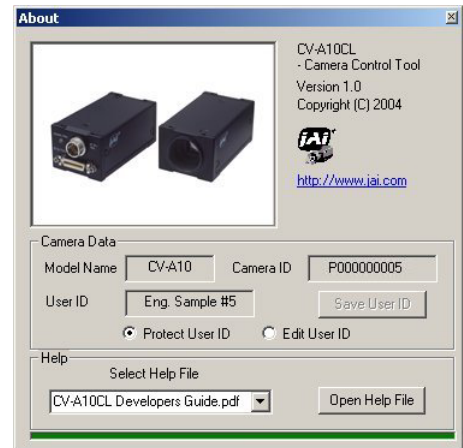 About
CV-A10CL
- Camera Control Tool
Version 1.0
Copyright (C) 2004
JAI
http://www.jai.com
Camera Data
Model Name CV-A10 Camera ID P000000005
User ID Eng. Sample #5 Save User ID
Protect User ID Edit User ID
Help
Select Help File
CV-A10CL Developers Guide.pdf Open Help File